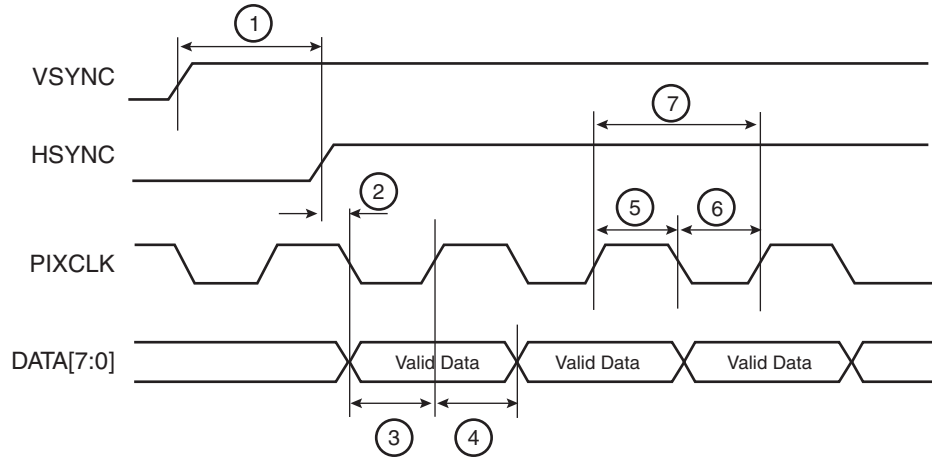 1
VSYNC
7
HSYNC
2
5
6
PIXCLK
DATA[7:0]
Valid Data
Valid Data
Valid Data
3
4